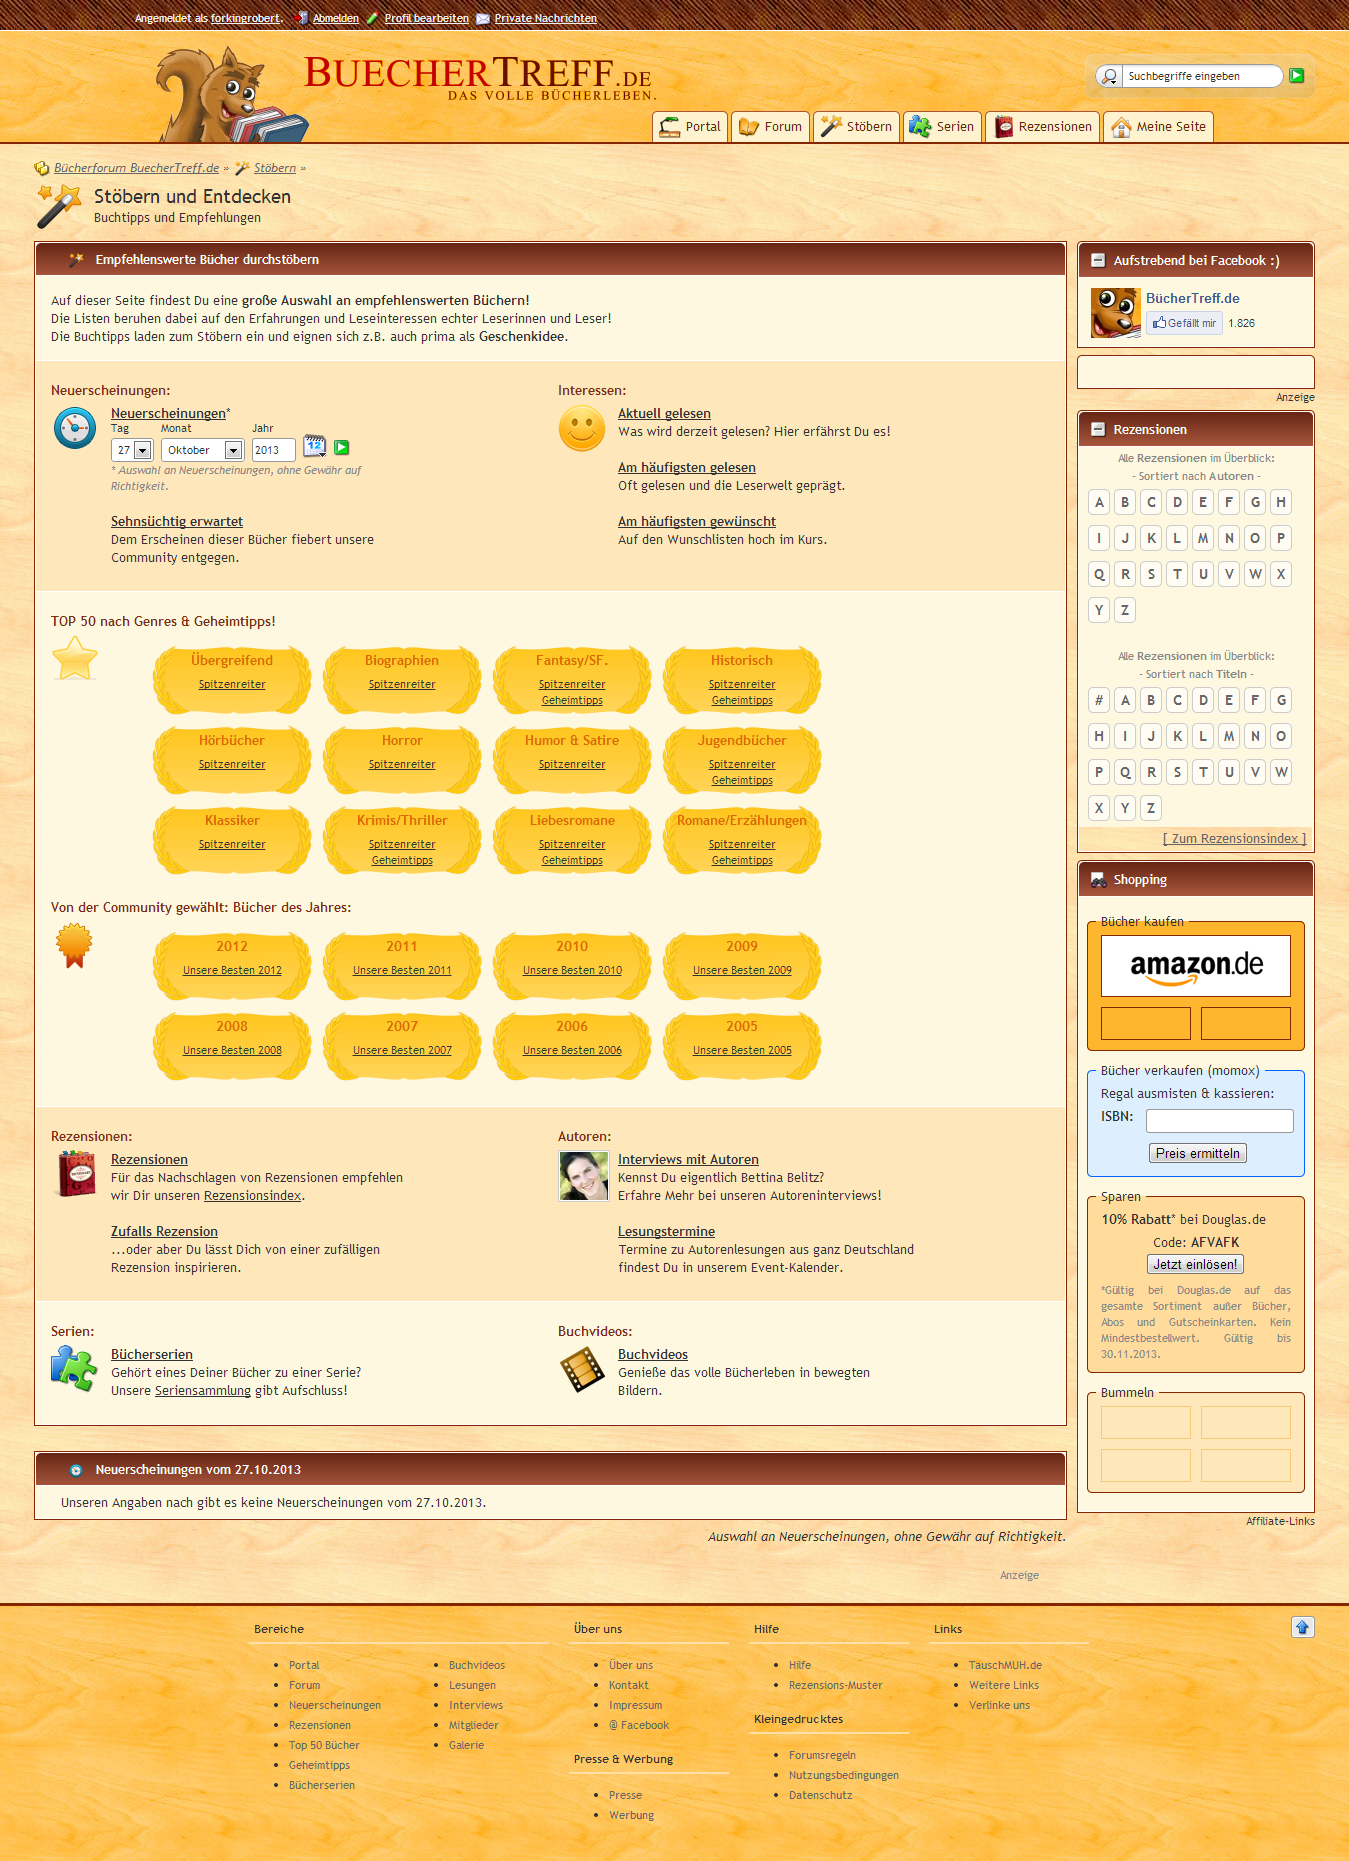 Angemeldet als forkingrobert. Abmelden Profil bearbeiten Private Nachrichten
BUECHERTREFF.DE
DAS VOLLE BÜCHERLEBEN.
Suchbegriffe eingeben
Portal Forum Stöbern Serien Rezensionen Meine Seite
Bücherforum BuecherTreff.de » Stöbern »
Stöbern und Entdecken
Buchtipps und Empfehlungen
Empfehlenswerte Bücher durchstöbern
Auf dieser Seite findest Du eine große Auswahl an empfehlenswerten Büchern!
Die Listen beruhen dabei auf den Erfahrungen und Leseinteressen echter Leserinnen und Leser!
Die Buchtipps laden zum Stöbern ein und eignen sich z.B. auch prima als Geschenkidee.
Neuerscheinungen:
Neuerscheinungen*
Tag Monat Jahr
27 Oktober 2013 12
* Auswahl an Neuerscheinungen, ohne Gewähr auf
Richtigkeit.
Sehnsüchtig erwartet
Dem Erscheinen dieser Bücher fiebert unsere
Community entgegen.
Interessen:
Aktuell gelesen
Was wird derzeit gelesen? Hier erfährst Du es!
Am häufigsten gelesen
Oft gelesen und die Leserwelt geprägt.
Am häufigsten gewünscht
Auf den Wunschlisten hoch im Kurs.
TOP 50 nach Genres & Geheimtipps!
Übergreifend Biographien Fantasy/SF. Historisch
Spitzenreiter Spitzenreiter Spitzenreiter Spitzenreiter
Geheimtipps Geheimtipps
Hörbücher Horror Humor & Satire Jugendbücher
Spitzenreiter Spitzenreiter Spitzenreiter Spitzenreiter
Geheimtipps
Klassiker Krimis/Thriller Liebesromane Romane/Erzählungen
Spitzenreiter Spitzenreiter Spitzenreiter Spitzenreiter
Geheimtipps Geheimtipps Geheimtipps
Von der Community gewählt: Bücher des Jahres:
2012 2011 2010 2009
Unsere Besten 2012 Unsere Besten 2011 Unsere Besten 2010 Unsere Besten 2009
2008 2007 2006 2005
Unsere Besten 2008 Unsere Besten 2007 Unsere Besten 2006 Unsere Besten 2005
Rezensionen:
Rezensionen
Für das Nachschlagen von Rezensionen empfehlen
wir Dir unseren Rezensionsindex.
Zufalls Rezension
...oder aber Du lässt Dich von einer zufälligen
Rezension inspirieren.
Autoren:
Interviews mit Autoren
Kennst Du eigentlich Bettina Belitz?
Erfahre Mehr bei unseren Autoreninterviews!
Lesungstermine
Termine zu Autorenlesungen aus ganz Deutschland
findest Du in unserem Event-Kalender.
Serien:
Bücherserien
Gehört eines Deiner Bücher zu einer Serie?
Unsere Seriensammlung gibt Aufschluss!
Buchvideos:
Buchvideos
Genieße das volle Bücherleben in bewegten
Bildern.
Neuerscheinungen vom 27.10.2013
Unseren Angaben nach gibt es keine Neuerscheinungen vom 27.10.2013.
Auswahl an Neuerscheinungen, ohne Gewähr auf Richtigkeit.
Anzeige
Aufstrebend bei Facebook :)
BücherTreff.de
Gefällt mir 1.826
Anzeige
Rezensionen
Alle Rezensionen im Überblick:
- Sortiert nach Autoren -
A B C D E F G H
I J K L M N O P
Q R S T U V W X
Y Z
Alle Rezensionen im Überblick:
- Sortiert nach Titeln -
# A B C D E F G
H I J K L M N O
P Q R S T U V W
X Y Z
[ Zum Rezensionsindex ]
Shopping
Bücher kaufen
amazon.de
Bücher verkaufen (momox)
Regal ausmisten & kassieren:
ISBN:
Preis ermitteln
Sparen
10% Rabatt* bei Douglas.de
Code: AFVAFK
Jetzt einlösen!
*Gültig bei Douglas.de auf das
gesamte Sortiment außer Bücher,
Abos und Gutscheinkarten. Kein
Mindestbestellwert. Gültig bis
30.11.2013.
Bummeln
Affiliate-Links
Bereiche
Portal
Forum
Neuerscheinungen
Rezensionen
Top 50 Bücher
Geheimtipps
Bücherserien
Buchvideos
Lesungen
Interviews
Mitglieder
Galerie
Über uns
Über uns
Kontakt
Impressum
@ Facebook
Presse & Werbung
Presse
Werbung
Hilfe
Hilfe
Rezensions-Muster
Kleingedrucktes
Forumsregeln
Nutzungsbedingungen
Datenschutz
Links
TauschMUH.de
Weitere Links
Verlinke uns